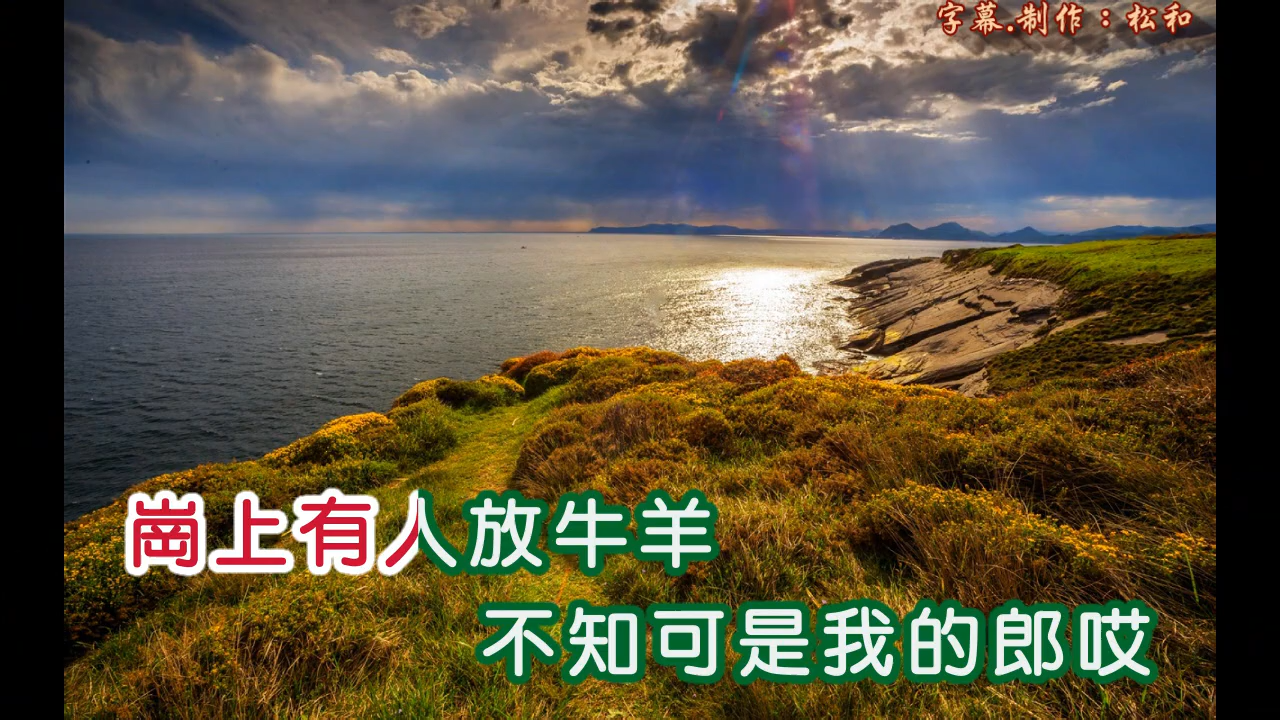 字幕.制作：松和
崗上有人放牛羊
不知可是我的郎哎